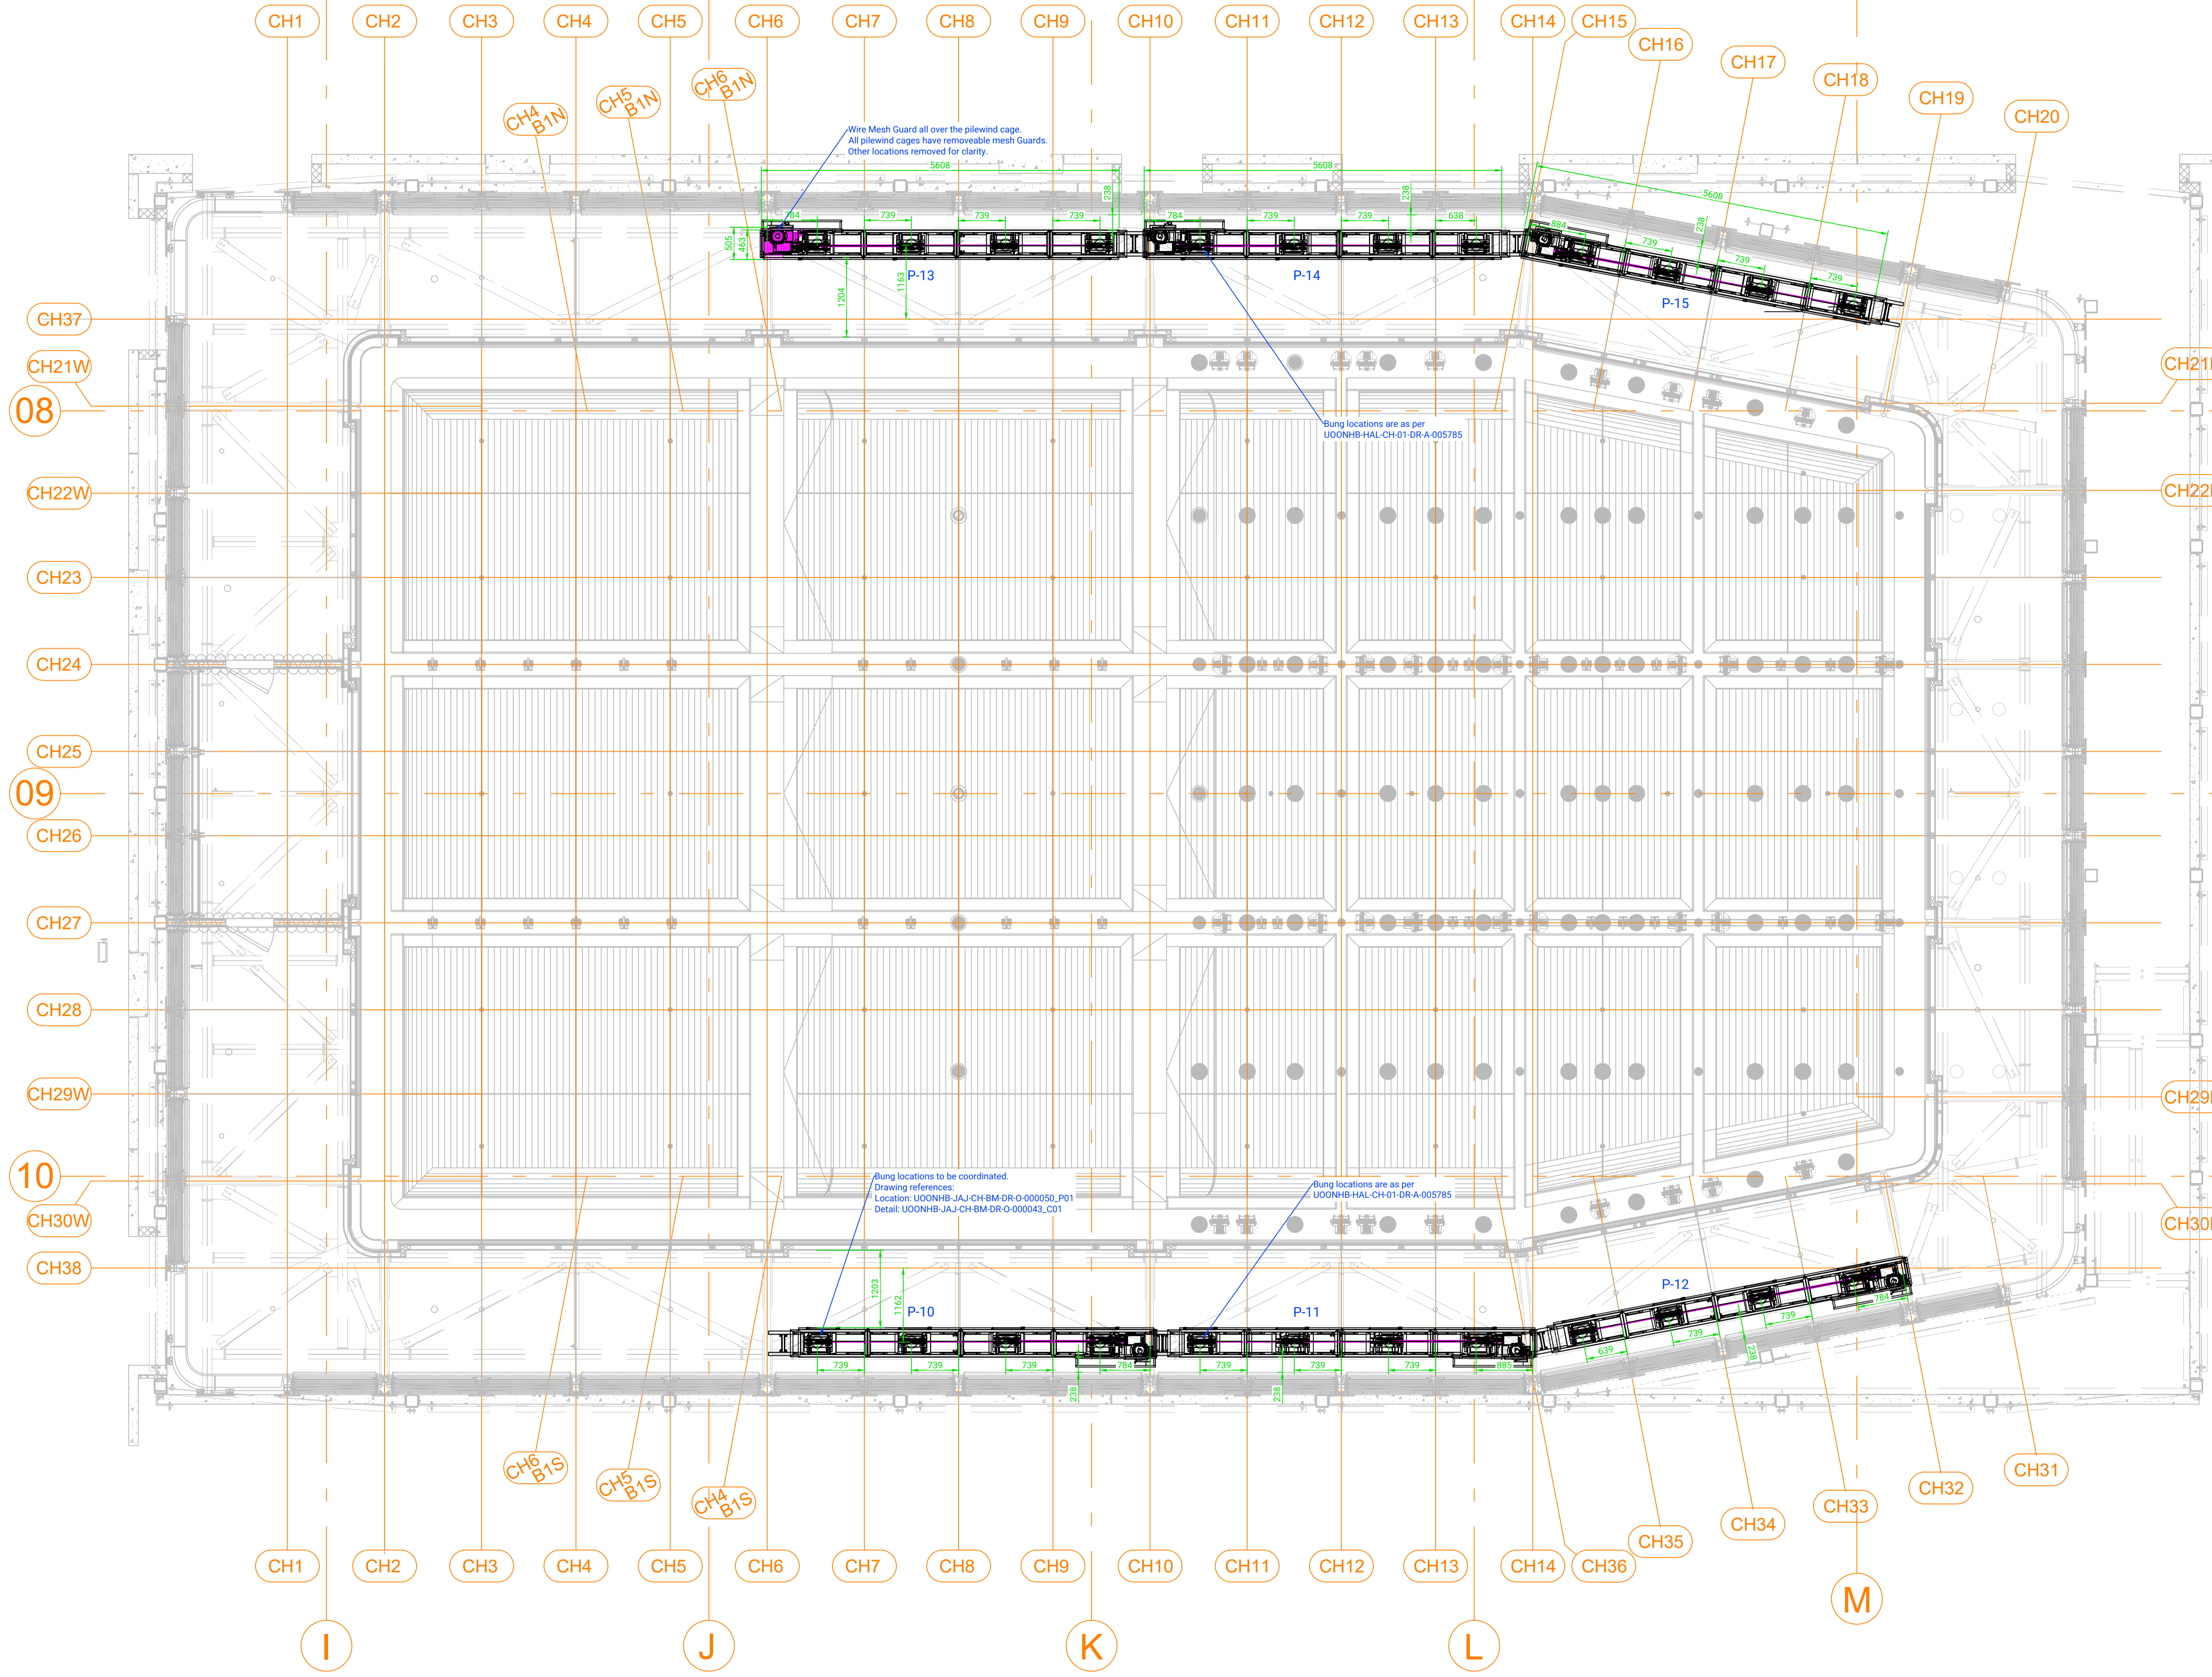 CH1
CH2
CH3
CH4
CH5
CH6
CH7
CH8
CH9
CH10
CH11
CH12
CH13
CH14
CH15
CH16
CH17
CH18
CH19
CH20
CH4
B1N
CH5
B1N
CH6
B1N
Wire Mesh Guard all over the pilewind cage.
All pilewind cages have removeable mesh Guards.
Other locations removed for clarity.
5608
5608
5608
238
238
238
784
739
739
739
784
739
739
638
884
739
739
739
505
463
1204
1163
P-13
P-14
P-15
CH37
CH21W
08
CH22W
CH23
CH24
CH25
09
CH26
CH27
CH28
CH29W
10
CH30W
CH38
Bung locations are as per
UOONHB-HAL-CH-01-DR-A-005785
Bung locations to be coordinated.
Drawing references:
Location: UOONHB-JAJ-CH-BM-DR-O-000050_P01
Detail: UOONHB-JAJ-CH-BM-DR-O-000043_C01
Bung locations are as per
UOONHB-HAL-CH-01-DR-A-005785
1203
1162
P-10
P-11
P-12
739
739
739
784
739
739
739
885
639
739
739
784
238
238
238
CH6
B1S
CH5
B1S
CH4
B1S
CH31
CH32
CH33
CH34
CH35
CH1
CH2
CH3
CH4
CH5
CH6
CH7
CH8
CH9
CH10
CH11
CH12
CH13
CH14
CH36
I
J
K
L
M